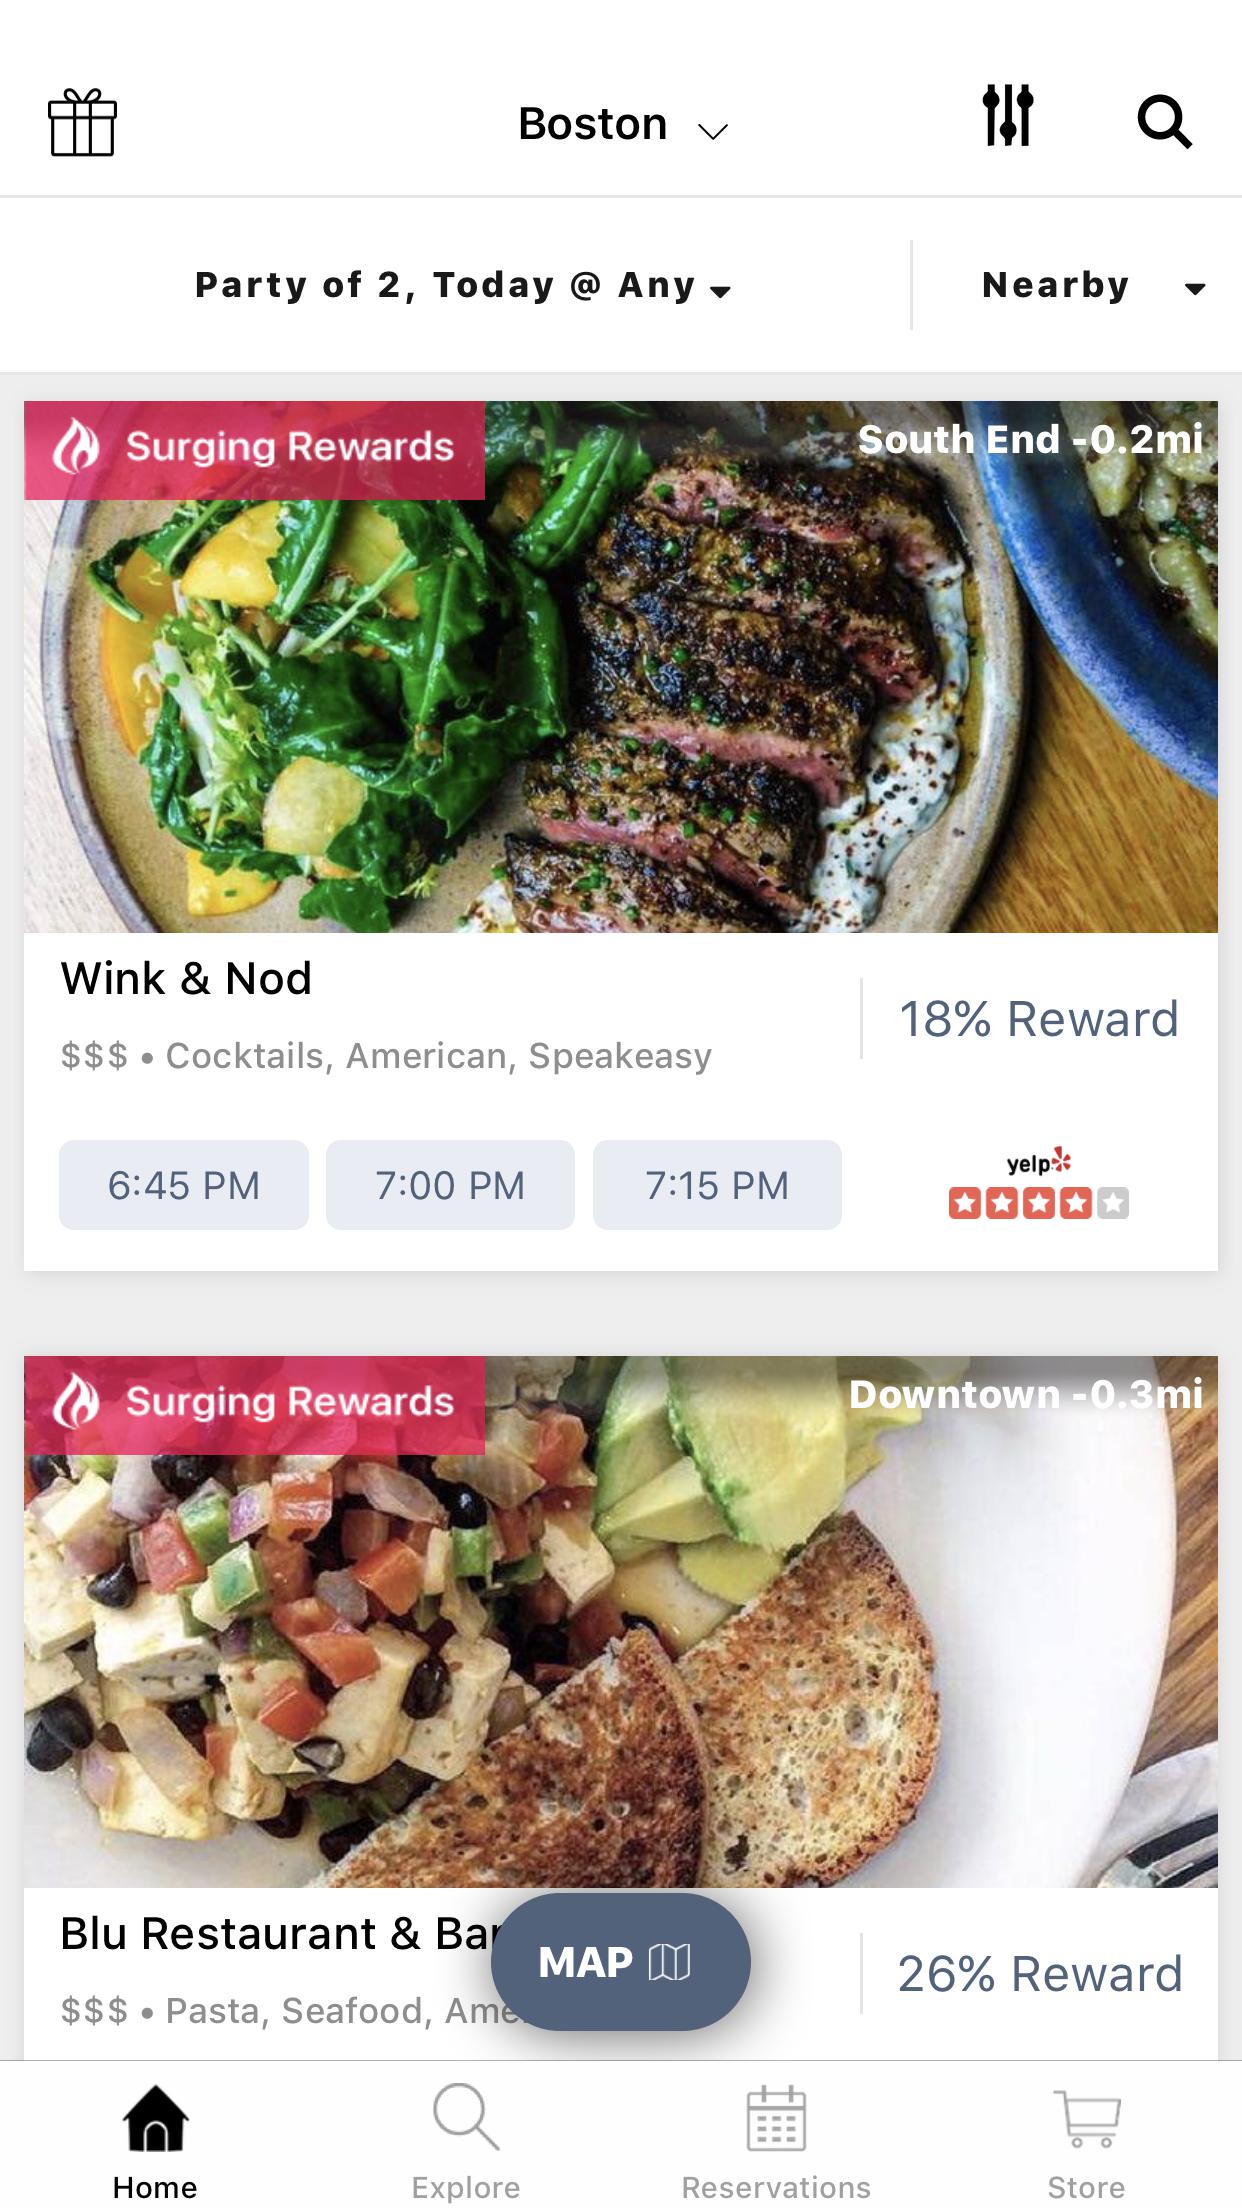 Boston
Party of 2, Today @ Any
Nearby
Surging Rewards
South End -0.2mi
Wink & Nod
$$$ • Cocktails, American, Speakeasy
18% Reward
6:45 PM
7:00 PM
7:15 PM
yelp
Surging Rewards
Downtown -0.3mi
Blu Restaurant & Bar
$$$ • Pasta, Seafood,
26% Reward
MAP
Home
Explore
Reservations
Store